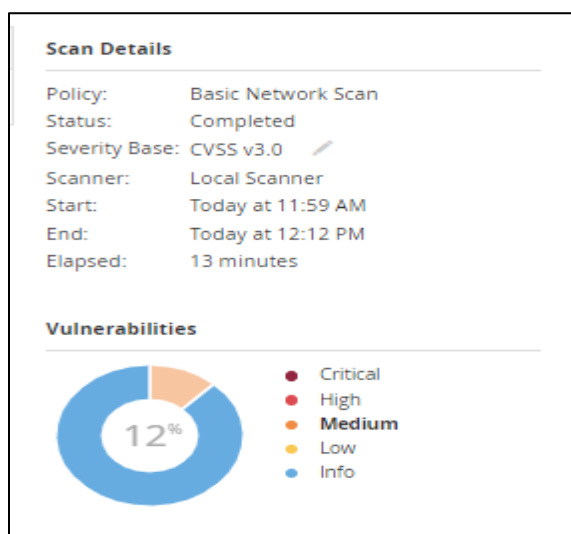 Scan Details
Policy: Basic Network Scan
Status: Completed
Severity Base: CVSS v3.0
Scanner: Local Scanner
Start: Today at 11:59 AM
End: Today at 12:12 PM
Elapsed: 13 minutes
Vulnerabilities
12%
Critical
High
Medium
Low
Info